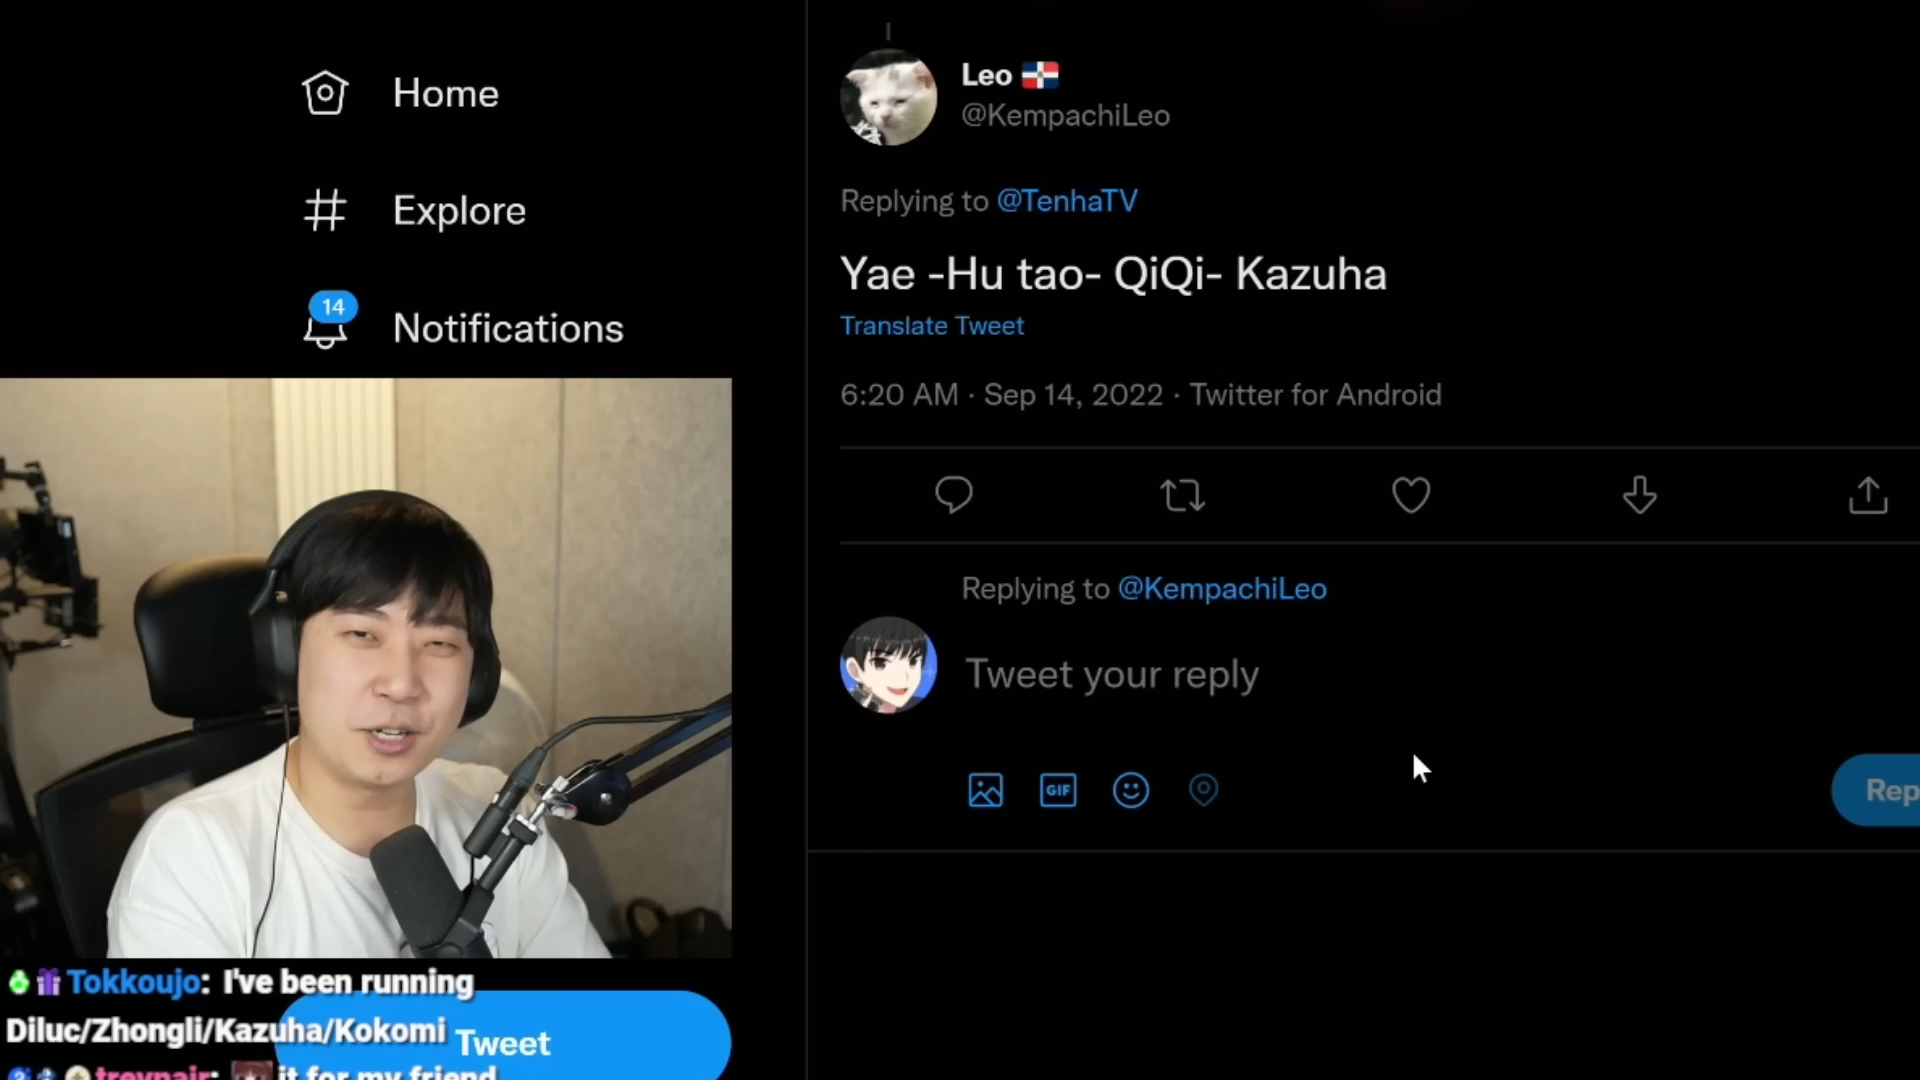 Home
Explore
14
Notifications
Leo
@KempachiLeo
Replying to @TenhaTV
Yae -Hu tao- QiQi- Kazuha
Translate Tweet
6:20 AM · Sep 14, 2022 · Twitter for Android
Replying to @KempachiLeo
Tweet your reply
GIF
Rep
Tokkoujo: I've been running
Diluc/Zhongli/Kazuha/Kokomi
Tweet
it for my friend